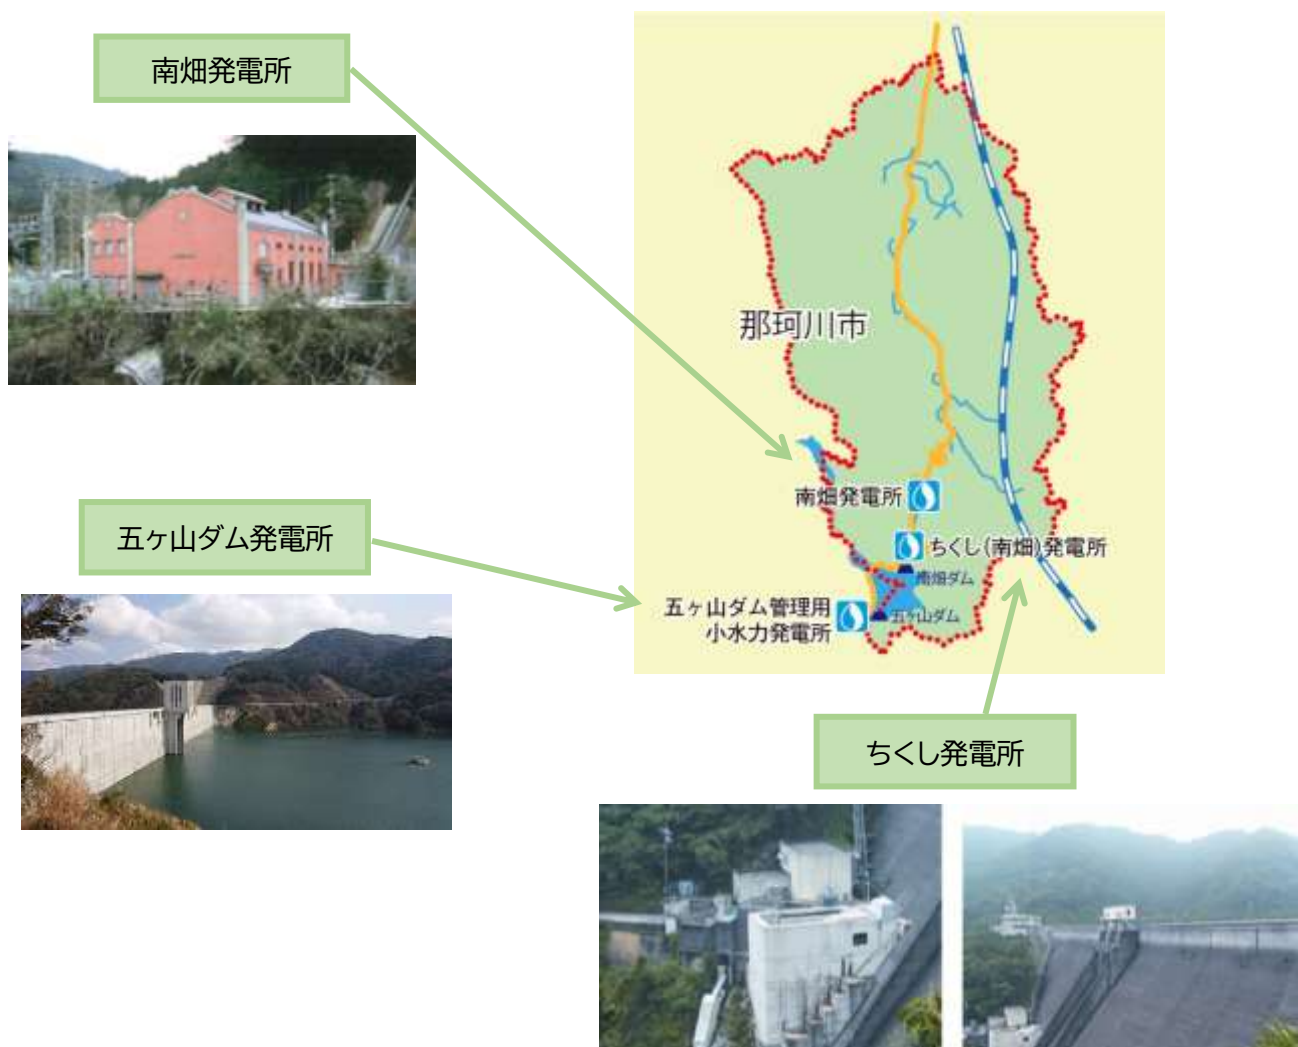 南畑発電所
那珂川市
南畑発電所
ちくし(南畑)発電所
南畑ダム
五ヶ山ダム管理用
小水力発電所
五ヶ山ダム
五ヶ山ダム発電所
ちくし発電所